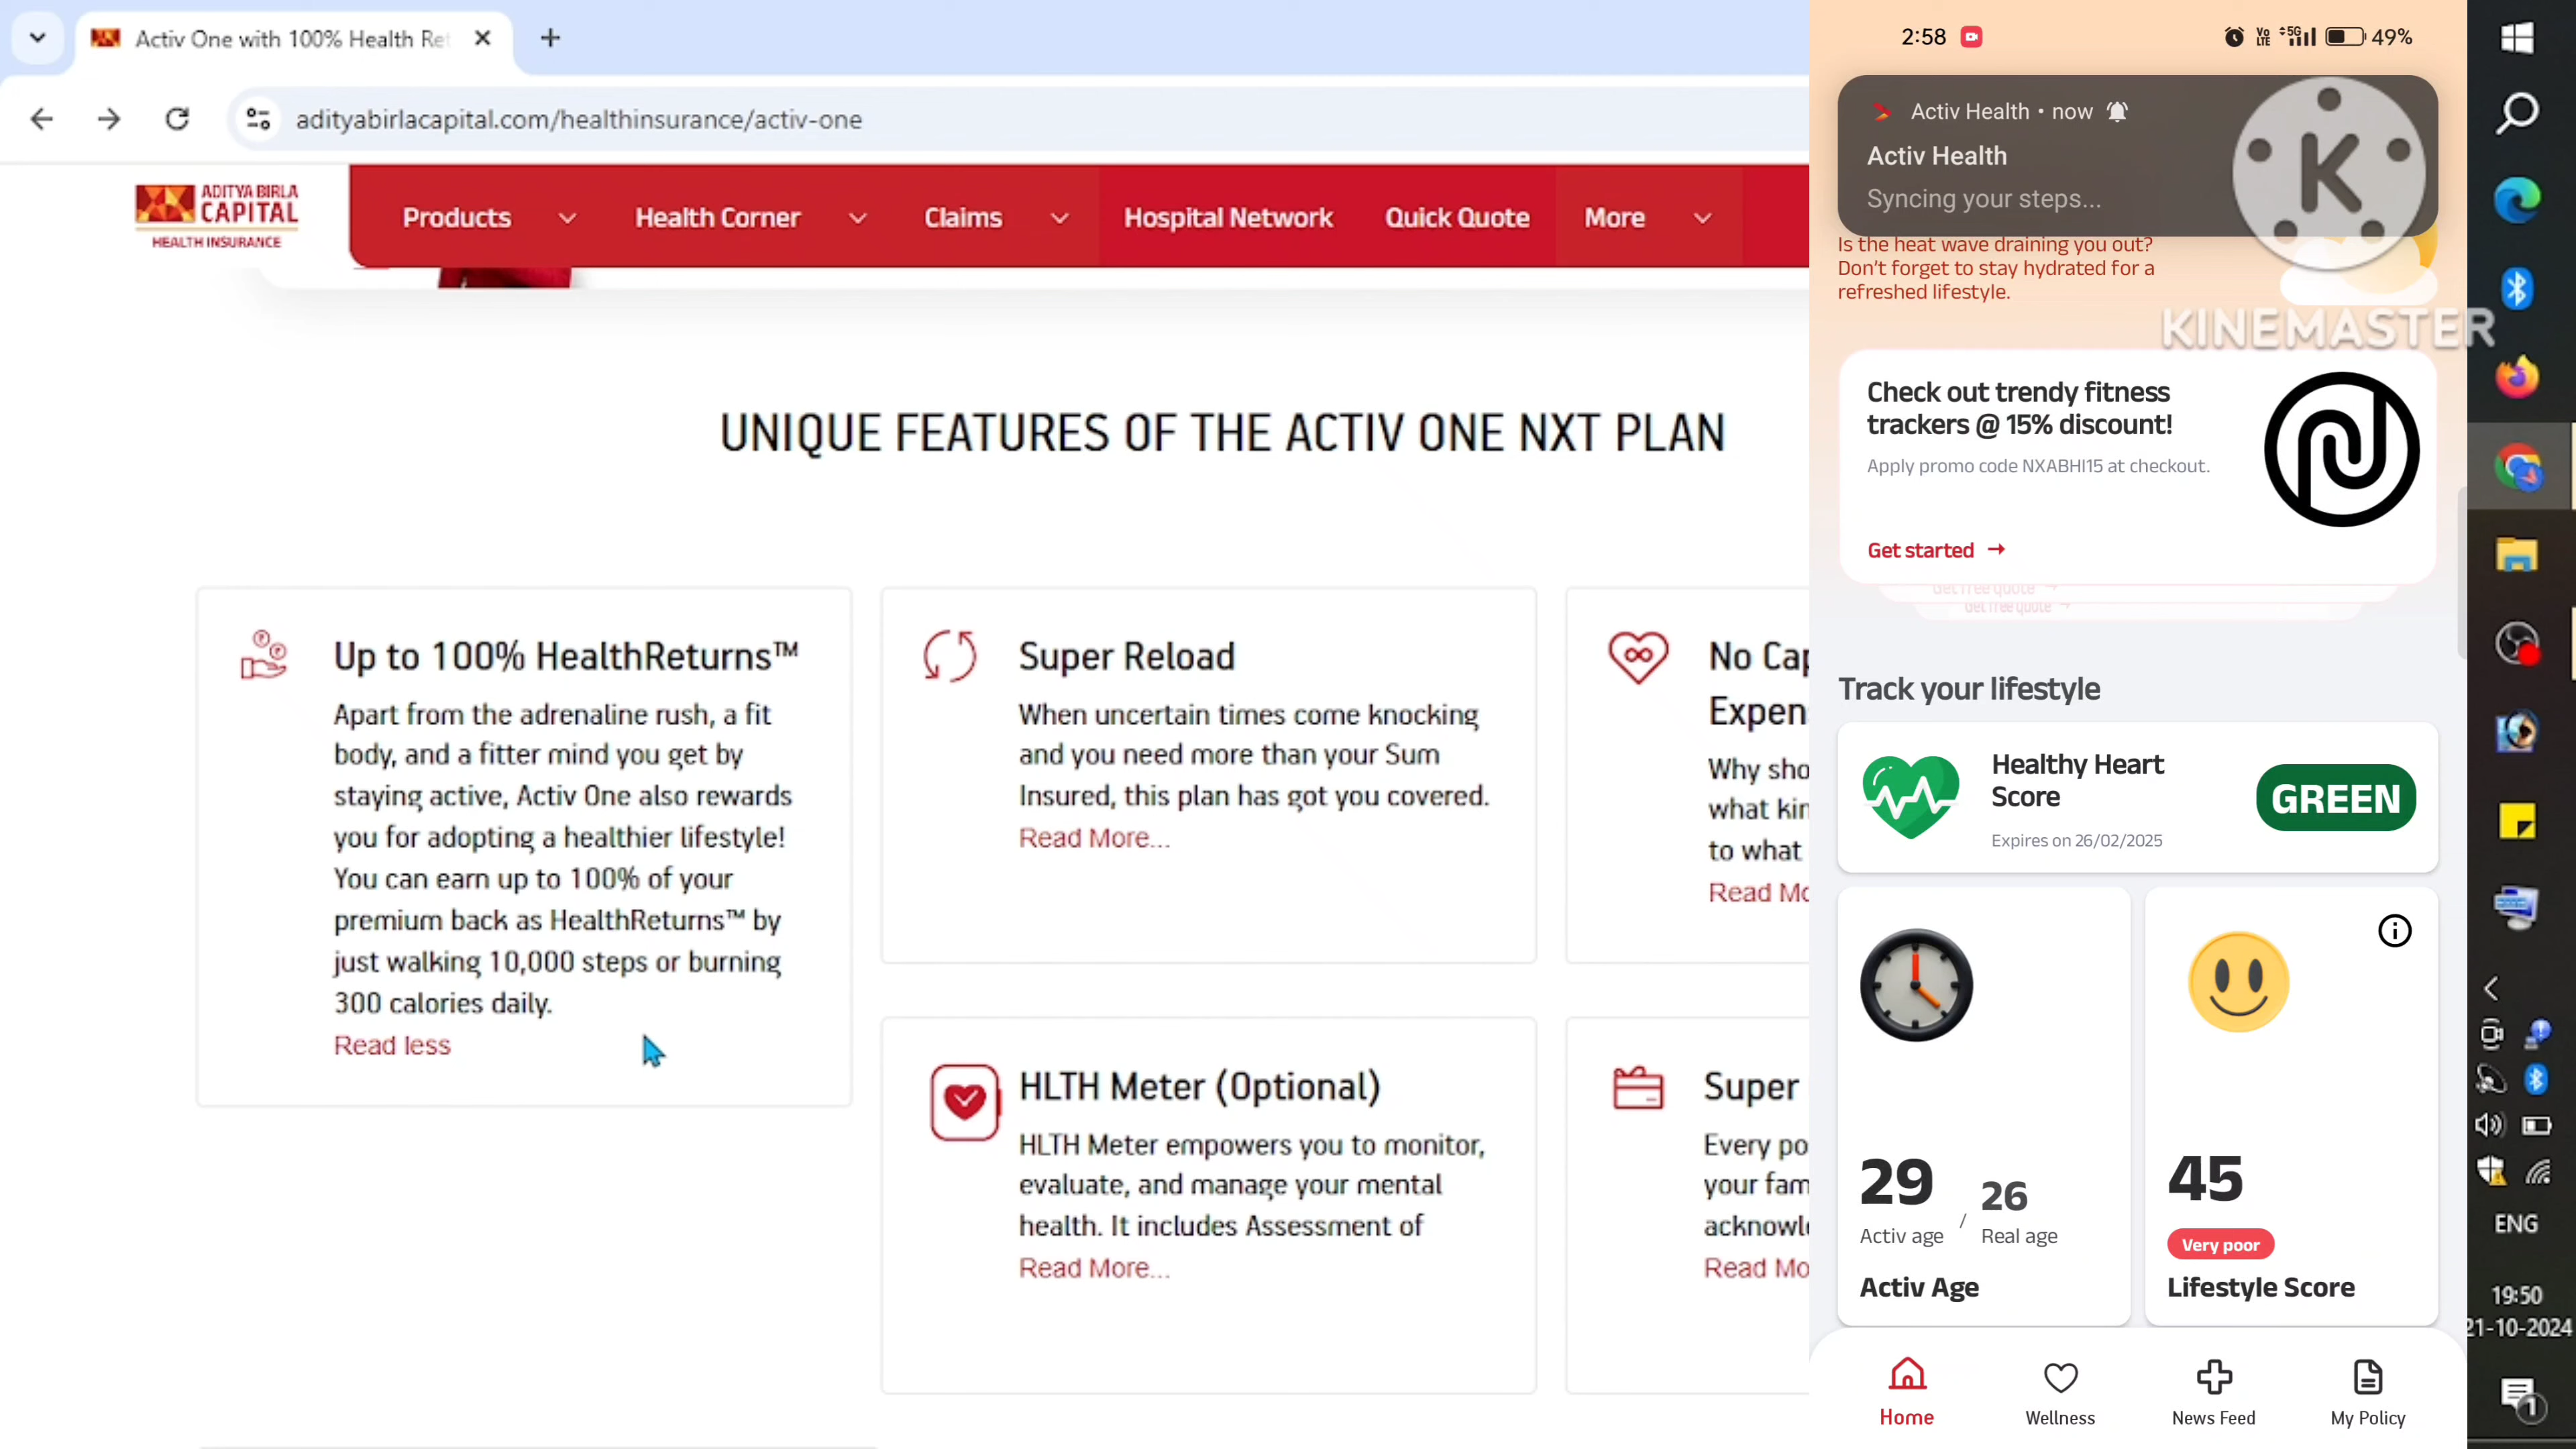 Activ One with 100% Health Ret
adityabirlacapital.com/healthinsurance/activ-one
ADITYA BIRLA
CAPITAL
HEALTH INSURANCE
Products
Health Corner
Claims
Hospital Network
Quick Quote
More
UNIQUE FEATURES OF THE ACTIV ONE NXT PLAN
Up to 100% HealthReturns™
Apart from the adrenaline rush, a fit
body, and a fitter mind you get by
staying active, Activ One also rewards
you for adopting a healthier lifestyle!
You can earn up to 100% of your
premium back as HealthReturns™ by
just walking 10,000 steps or burning
300 calories daily.
Read less
Super Reload
When uncertain times come knocking
and you need more than your Sum
Insured, this plan has got you covered.
Read More...
HLTH Meter (Optional)
HLTH Meter empowers you to monitor,
evaluate, and manage your mental
health. It includes Assessment of
Read More...
No Cap
Expen
Why sho
what kin
to what
Read Mo
Super
Every po
your fam
acknowl
Read Mo
2:58
Vo LTE
5G
49%
Activ Health • now
Activ Health
Syncing your steps...
K
KINEMASTER
Is the heat wave draining you out?
Don't forget to stay hydrated for a
refreshed lifestyle.
Check out trendy fitness
trackers @ 15% discount!
Apply promo code NXABHI15 at checkout.
Get started →
Get free quote →
Get free quote →
Track your lifestyle
Healthy Heart
Score
Expires on 26/02/2025
GREEN
29 / 26
Activ age
Real age
Activ Age
45
Very poor
Lifestyle Score
Home
Wellness
News Feed
My Policy
ENG
19:50
21-10-2024
1